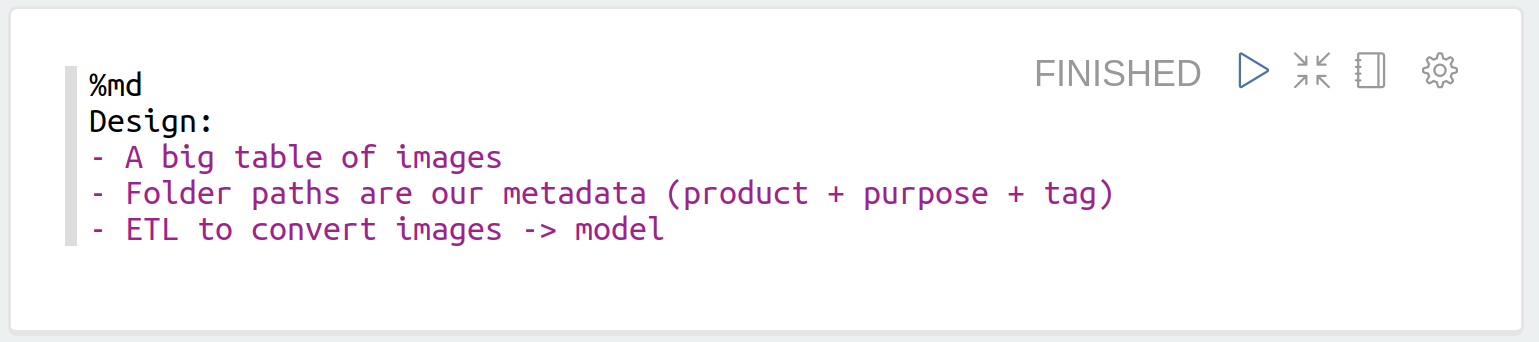 FINISHED
%md
Design:
- A big table of images
- Folder paths are our metadata (product + purpose + tag)
- ETL to convert images -> model